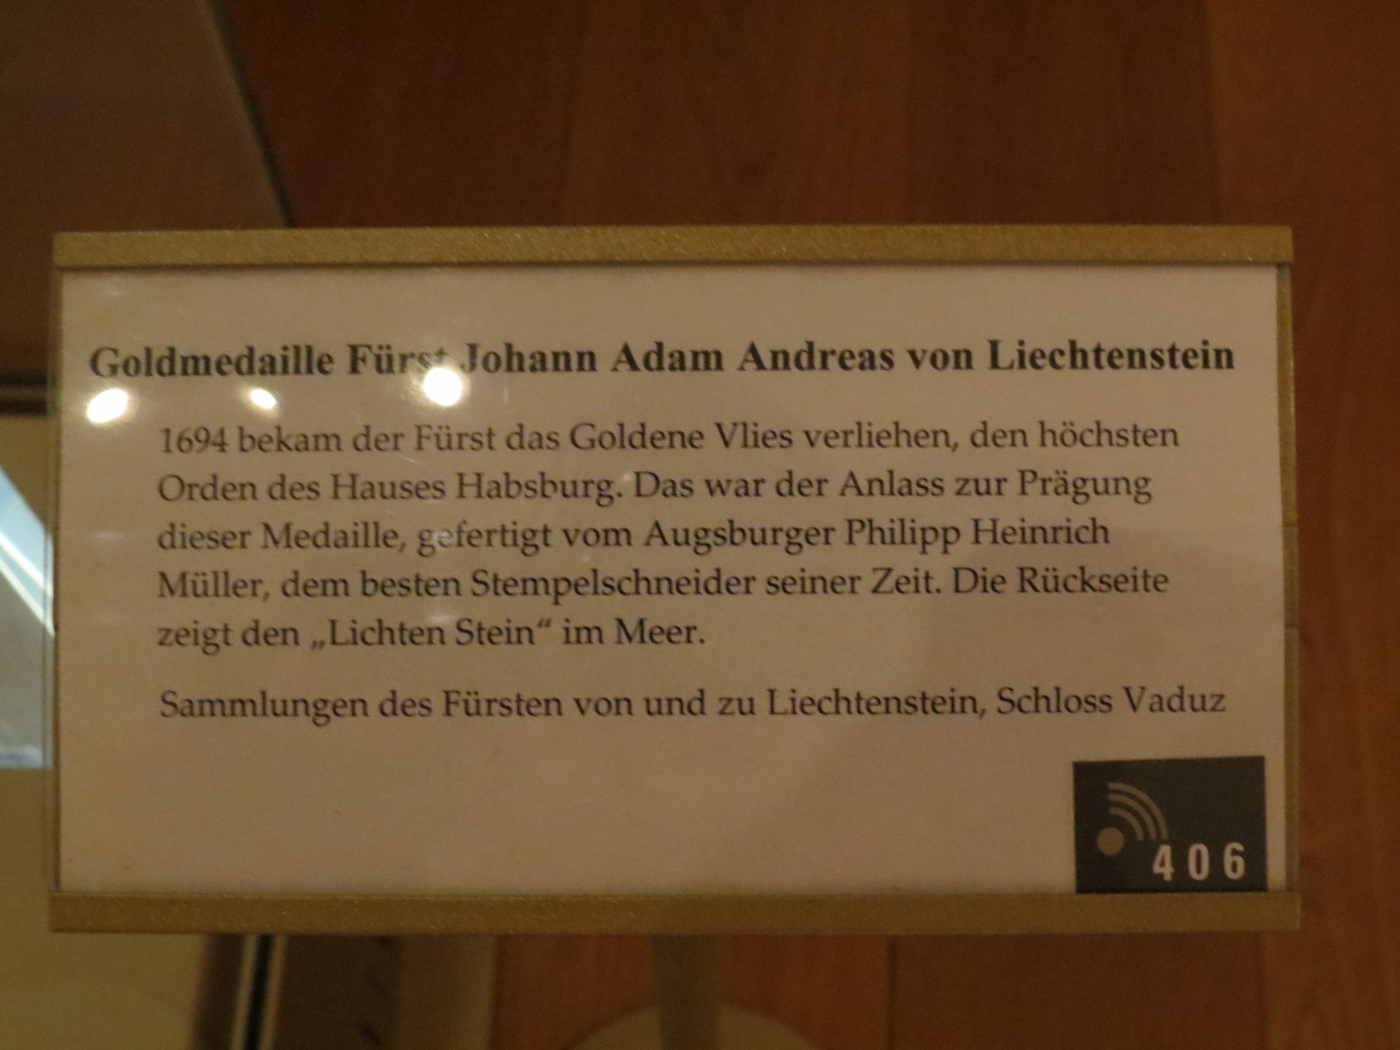 Goldmedaille Fürst Johann Adam Andreas von Liechtenstein
1694 bekam der Fürst das Goldene Vlies verliehen, den höchsten
Orden des Hauses Habsburg. Das war der Anlass zur Prägung
dieser Medaille, gefertigt vom Augsburger Philipp Heinrich
Müller, dem besten Stempelschneider seiner Zeit. Die Rückseite
zeigt den „Lichten Stein“ im Meer.
Sammlungen des Fürsten von und zu Liechtenstein, Schloss Vaduz
406